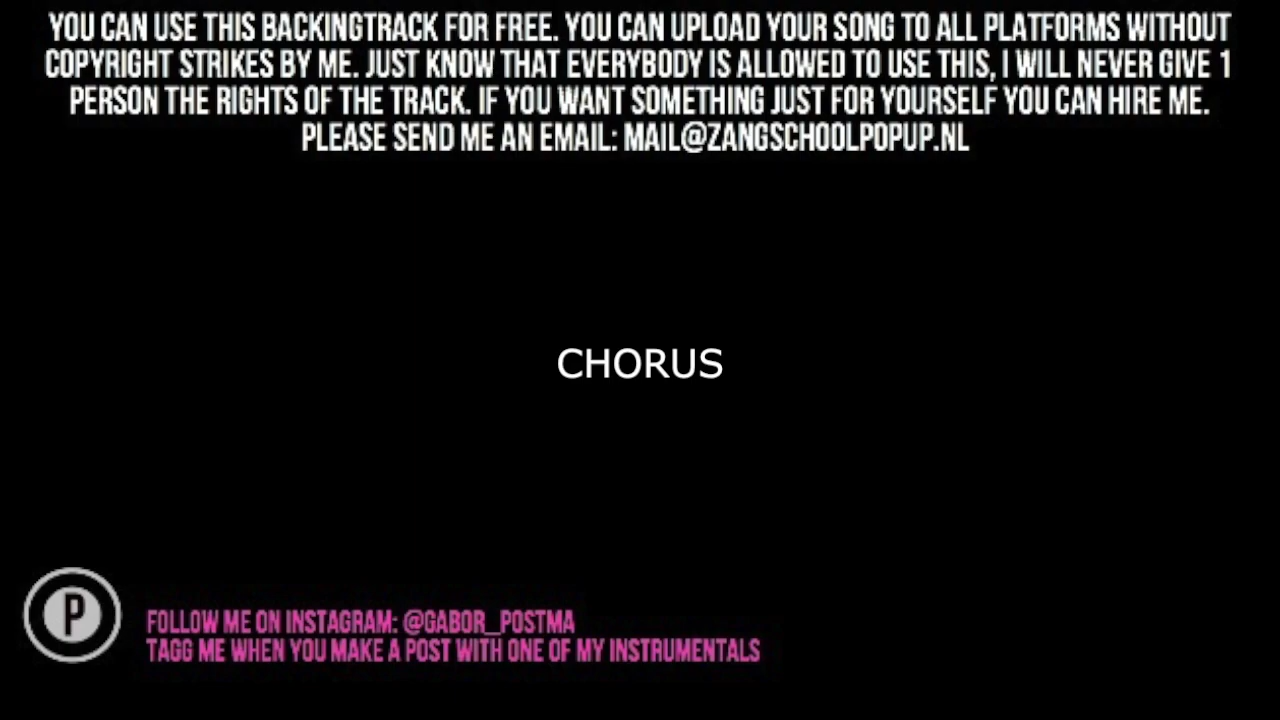 YOU CAN USE THIS BACKINGTRACK FOR FREE. YOU CAN UPLOAD YOUR SONG TO ALL PLATFORMS WITHOUT
COPYRIGHT STRIKES BY ME. JUST KNOW THAT EVERYBODY IS ALLOWED TO USE THIS, I WILL NEVER GIVE 1
PERSON THE RIGHTS OF THE TRACK. IF YOU WANT SOMETHING JUST FOR YOURSELF YOU CAN HIRE ME.
PLEASE SEND ME AN EMAIL: MAIL@ZANGSCHOOLPOPUP.NL
CHORUS
P
FOLLOW ME ON INSTAGRAM: @GABOR_POSTMA
TAGG ME WHEN YOU MAKE A POST WITH ONE OF MY INSTRUMENTALS